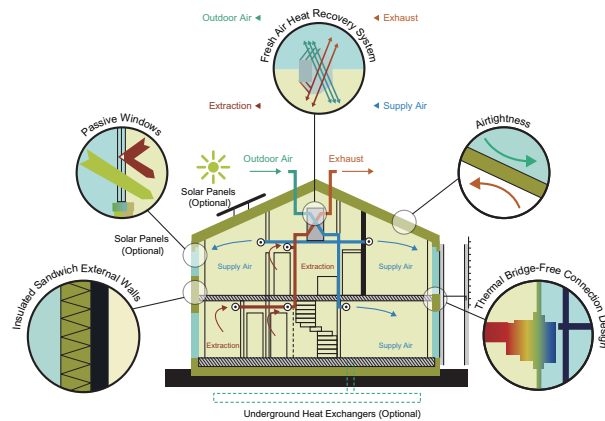 Outdoor Air
Exhaust
Fresh Air Heat Recovery System
Extraction
Supply Air
Passive Windows
Airtightness
Outdoor Air
Exhaust
Solar Panels
(Optional)
Solar Panels
(Optional)
Insulated Sandwich External Walls
Supply Air
Extraction
Supply Air
Thermal Bridge-Free Connection
Design
Extraction
Supply Air
Underground Heat Exchangers (Optional)